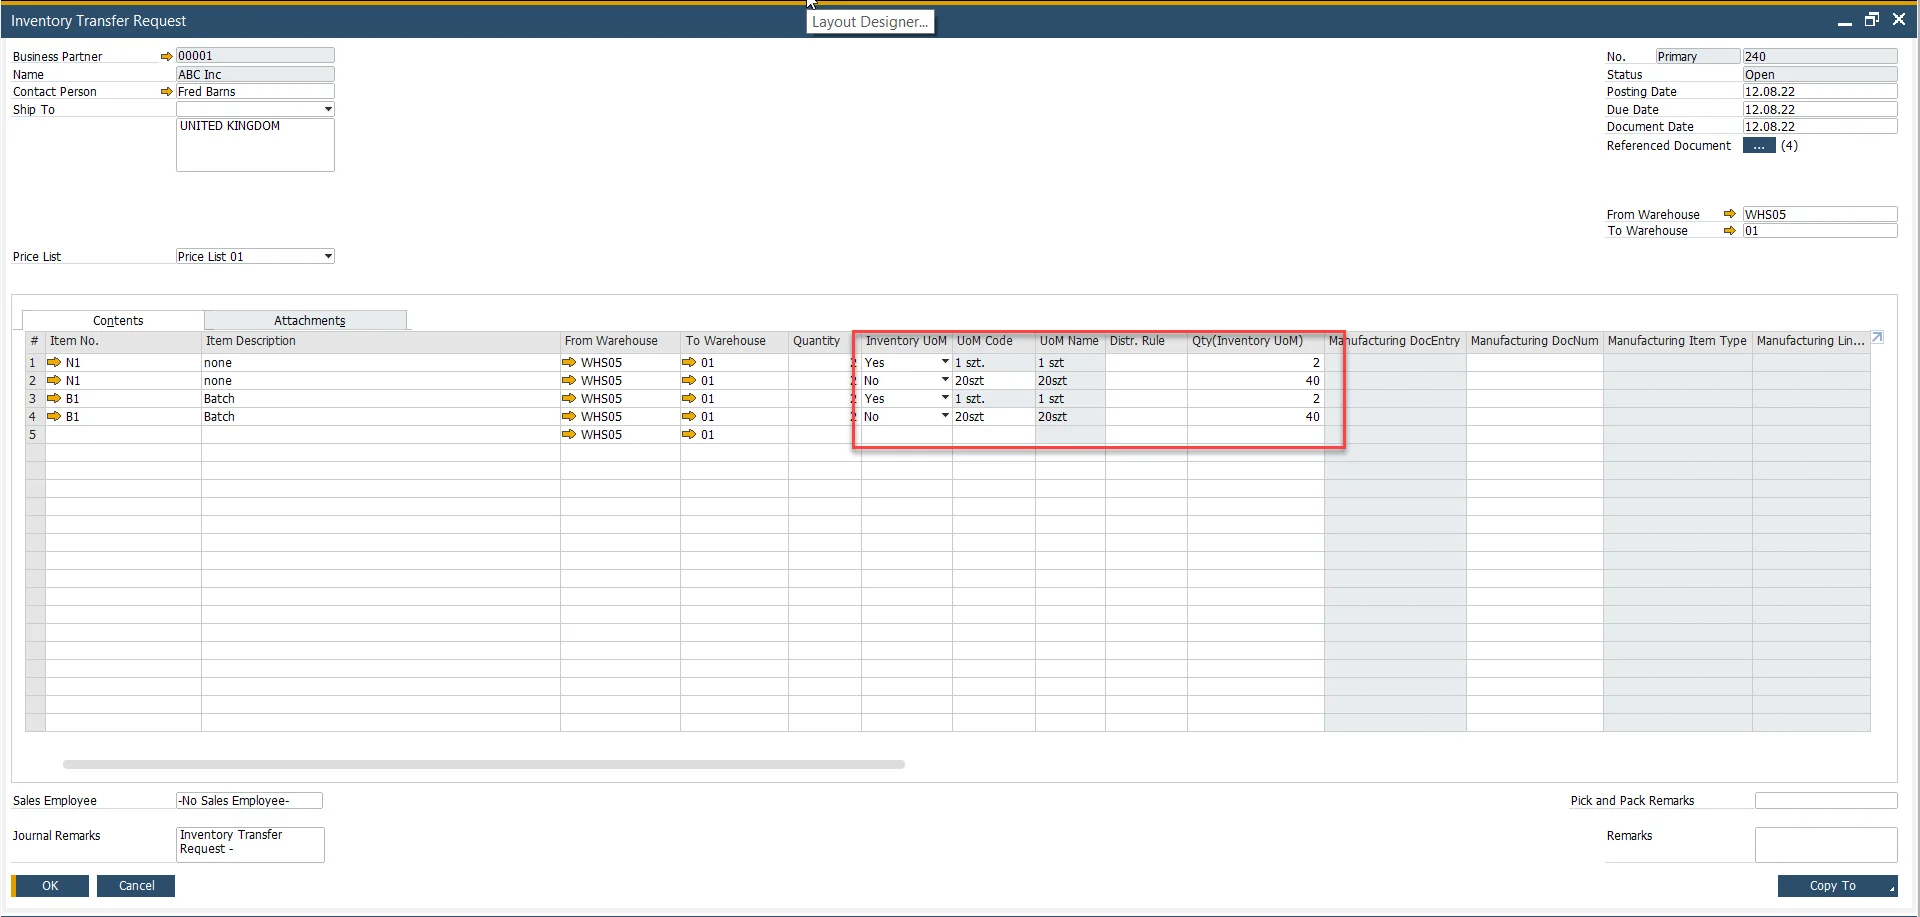 Inventory Transfer Request
Layout Designer...
Business Partner 00001
Name ABC Inc
Contact Person Fred Barns
Ship To
UNITED KINGDOM
No. Primary 240
Status Open
Posting Date 12.08.22
Due Date 12.08.22
Document Date 12.08.22
Referenced Document ... (4)
From Warehouse WHS05
To Warehouse 01
Price List Price List 01
Contents Attachments
# Item No. Item Description From Warehouse To Warehouse Quantity Inventory UoM UoM Code UoM Name Distr. Rule Qty(Inventory UoM) Manufacturing DocEntry Manufacturing DocNum Manufacturing Item Type Manufacturing Lin...
1 N1 none WHS05 01 2 Yes 1 szt. 1 szt 2
2 N1 none WHS05 01 2 No 20szt 20szt 40
3 B1 Batch WHS05 01 2 Yes 1 szt. 1 szt 2
4 B1 Batch WHS05 01 2 No 20szt 20szt 40
5 WHS05 01
Sales Employee -No Sales Employee-
Pick and Pack Remarks
Journal Remarks Inventory Transfer
Request -
Remarks
OK Cancel Copy To